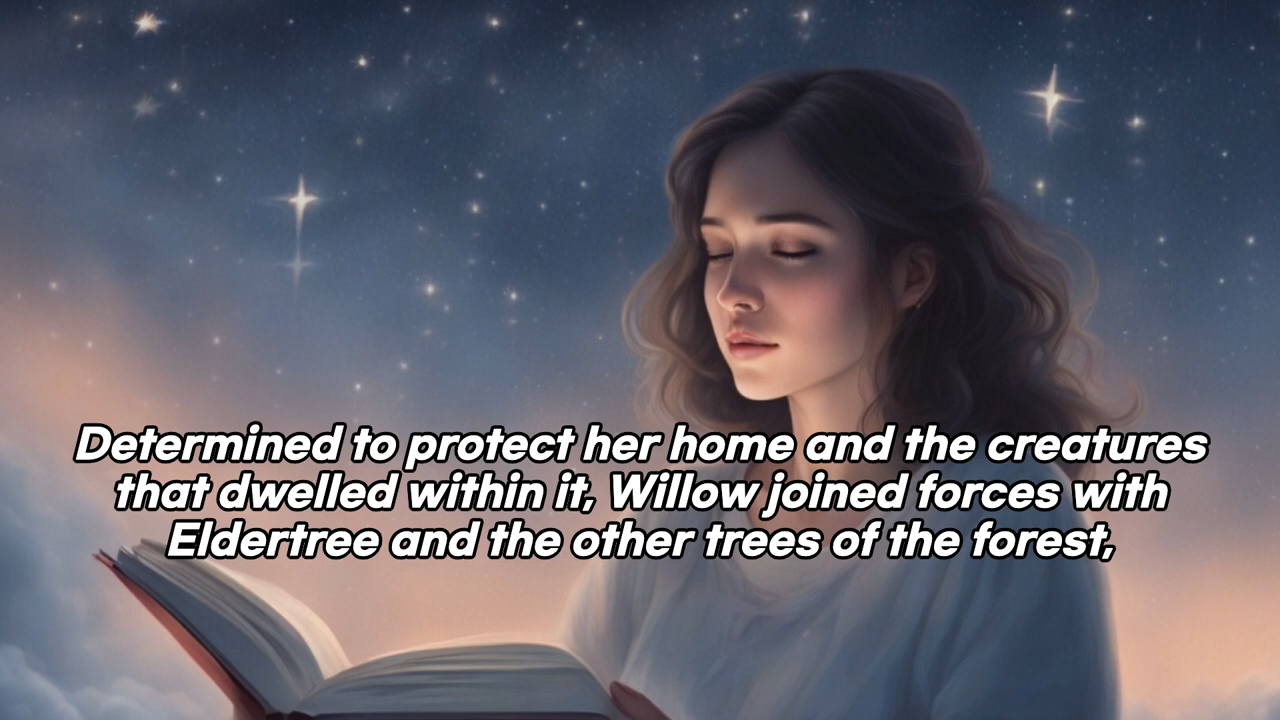 Determined to protect her home and the creatures
that dwelled within it, Willow joined forces with
Eldertree and the other trees of the forest,